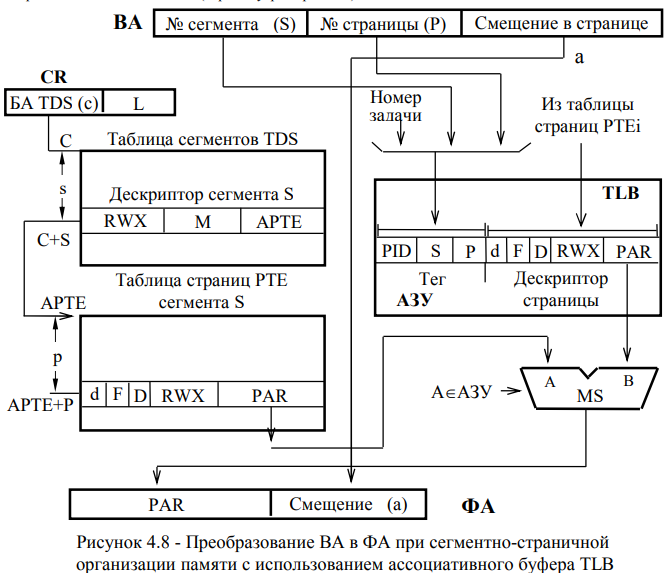 ВА
№ сегмента (S) № страницы (P) Смещение в странице
а
CR
БА TDS (c) L
Номер
задачи
Из таблицы
страниц PTEi
C
Таблица сегментов TDS
s
Дескриптор сегмента S
RWX M APTE
C+S
TLB
PID S P d F D RWX PAR
Тег
Дескриптор
страницы
АЗУ
Таблица страниц PTE
сегмента S
APTE
p
d F D RWX PAR
APTE+P
A∈АЗУ
A B
MS
PAR Смещение (а)
ФА
Рисунок 4.8 - Преобразование ВА в ФА при сегментно-страничной
организации памяти с использованием ассоциативного буфера TLB